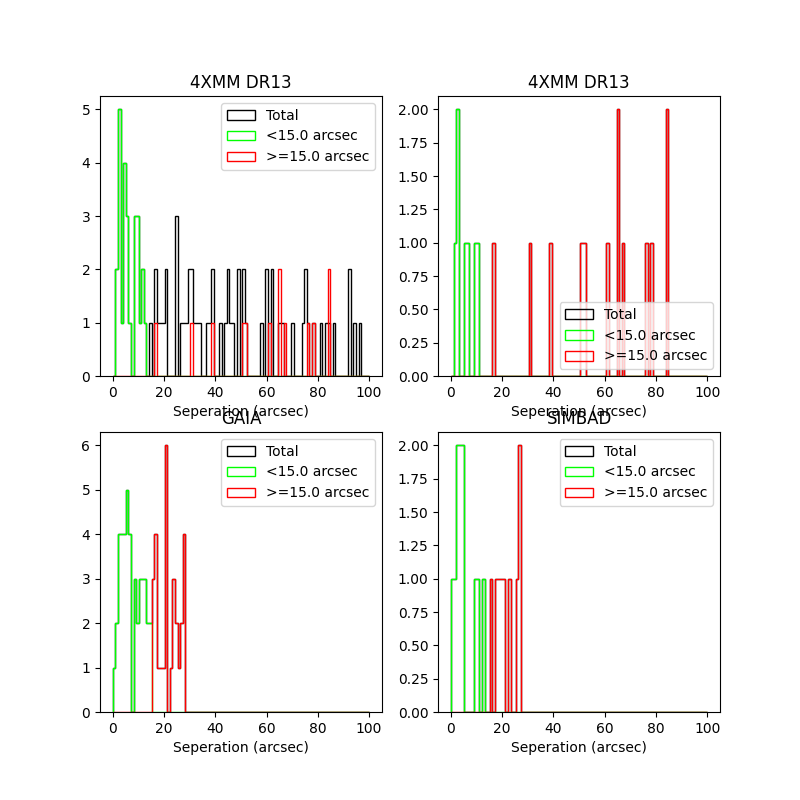 4XMM DR13
5
4
3
2
1
0
Total
<15.0 arcsec
>=15.0 arcsec
0 20 40 60 80 100
Seperation (arcsec)
4XMM DR13
2.00
1.75
1.50
1.25
1.00
0.75
0.50
0.25
0.00
Total
<15.0 arcsec
>=15.0 arcsec
0 20 40 60 80 100
Seperation (arcsec)
GAIA
6
5
4
3
2
1
0
Total
<15.0 arcsec
>=15.0 arcsec
0 20 40 60 80 100
Seperation (arcsec)
SIMBAD
2.00
1.75
1.50
1.25
1.00
0.75
0.50
0.25
0.00
Total
<15.0 arcsec
>=15.0 arcsec
0 20 40 60 80 100
Seperation (arcsec)